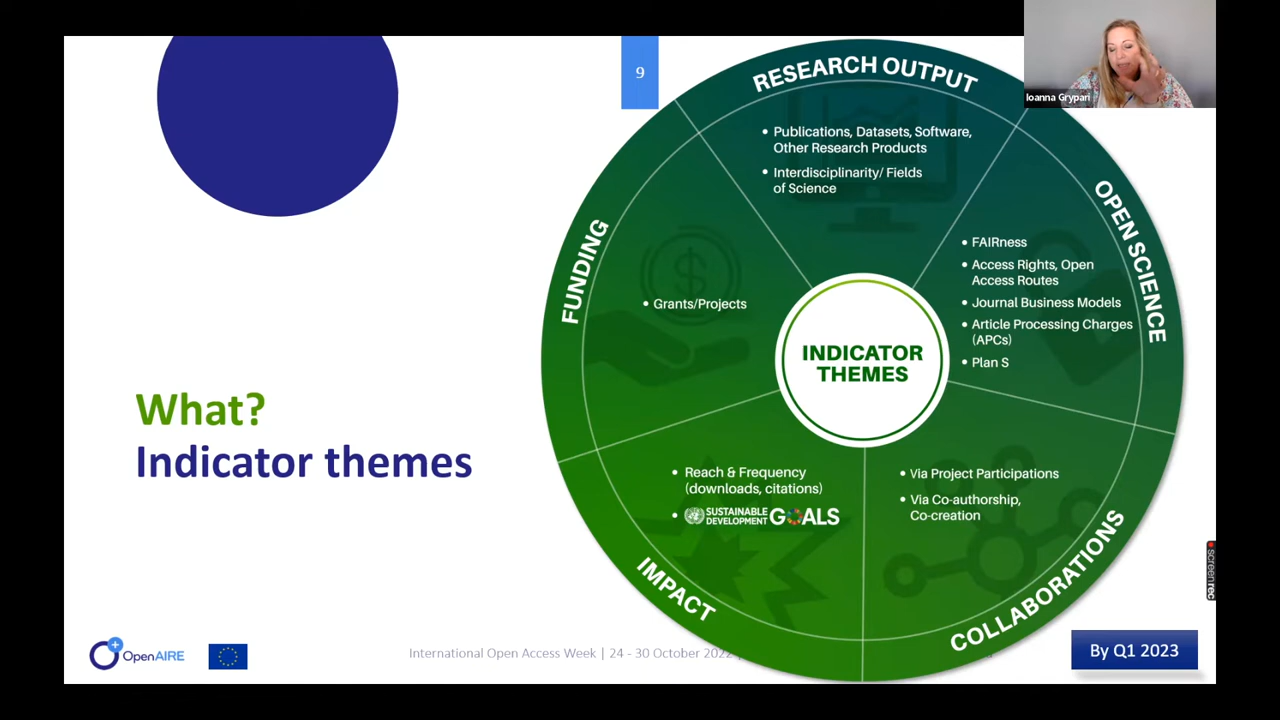 9
Ioanna Grypari
RESEARCH OUTPUT
• Publications, Datasets, Software,
Other Research Products
• Interdisciplinarity/ Fields
of Science
OPEN SCIENCE
• FAIRness
• Access Rights, Open
Access Routes
• Journal Business Models
• Article Processing Charges
(APCs)
• Plan S
FUNDING
• Grants/Projects
INDICATOR
THEMES
What?
Indicator themes
• Reach & Frequency
(downloads, citations)
• SUSTAINABLE
DEVELOPMENT GOALS
IMPACT
• Via Project Participations
• Via Co-authorship,
Co-creation
COLLABORATIONS
screenrec
OpenAIRE
International Open Access Week | 24 - 30 October 2022 |
By Q1 2023